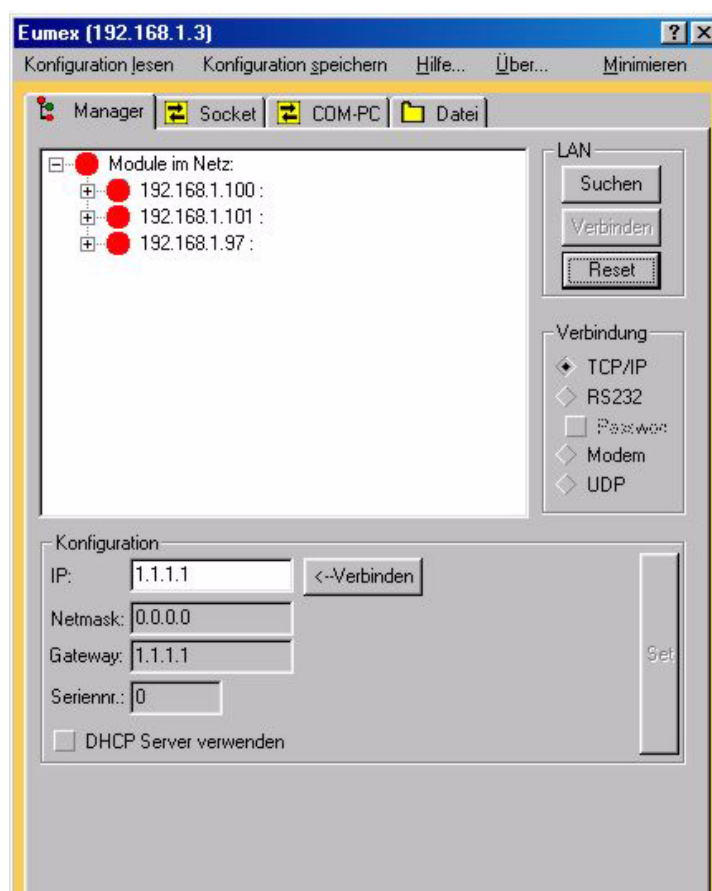 Eumex (192.168.1.3)
Konfiguration lesen Konfiguration speichern Hilfe... Über... Minimieren
Manager Socket COM-PC Datei
Module im Netz:
192.168.1.100 :
192.168.1.101 :
192.168.1.97 :
LAN
Suchen
Verbinden
Reset
Verbindung
TCP/IP
RS232
Passwor
Modem
UDP
Konfiguration
IP: 1.1.1.1 <--Verbinden
Netmask: 0.0.0.0
Gateway: 1.1.1.1
Seriennr.: 0
Set
DHCP Server verwenden